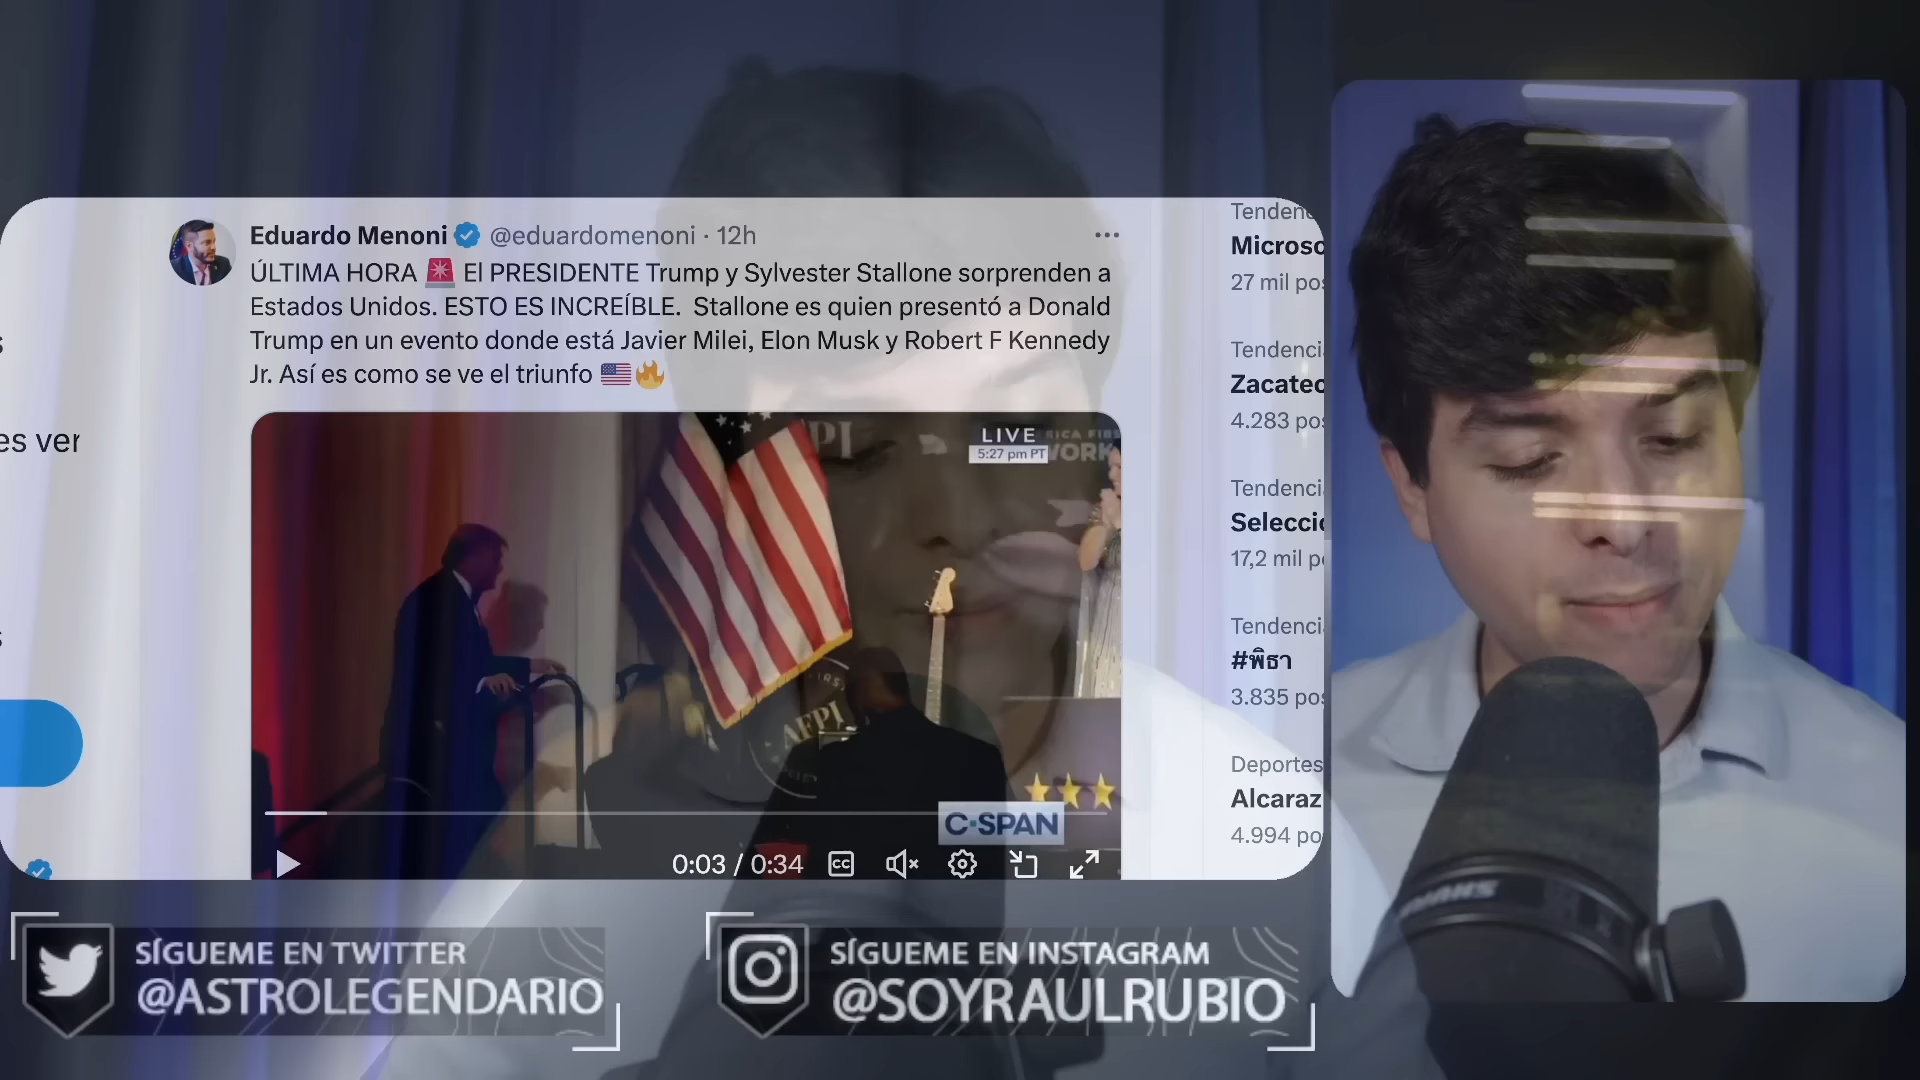 Eduardo Menoni @eduardomenoni · 12h
ÚLTIMA HORA 🚨 El PRESIDENTE Trump y Sylvester Stallone sorprenden a
Estados Unidos. ESTO ES INCREÍBLE. Stallone es quien presentó a Donald
Trump en un evento donde está Javier Milei, Elon Musk y Robert F Kennedy
Jr. Así es como se ve el triunfo 🇺🇸🔥
es ver
LIVE
5:27 pm PT
WORK
AFPI
C-SPAN
0:03 / 0:34
CC
Tendenc
Microso
27 mil pos
Tendenci
Zacatec
4.283 pos
Tendenci
Selecci
17,2 mil p
Tendenci
#พิธา
3.835 pos
Deportes
Alcaraz
4.994 po
SÍGUEME EN TWITTER
@ASTROLEGENDARIO
SÍGUEME EN INSTAGRAM
@SOYRAULRUBIO